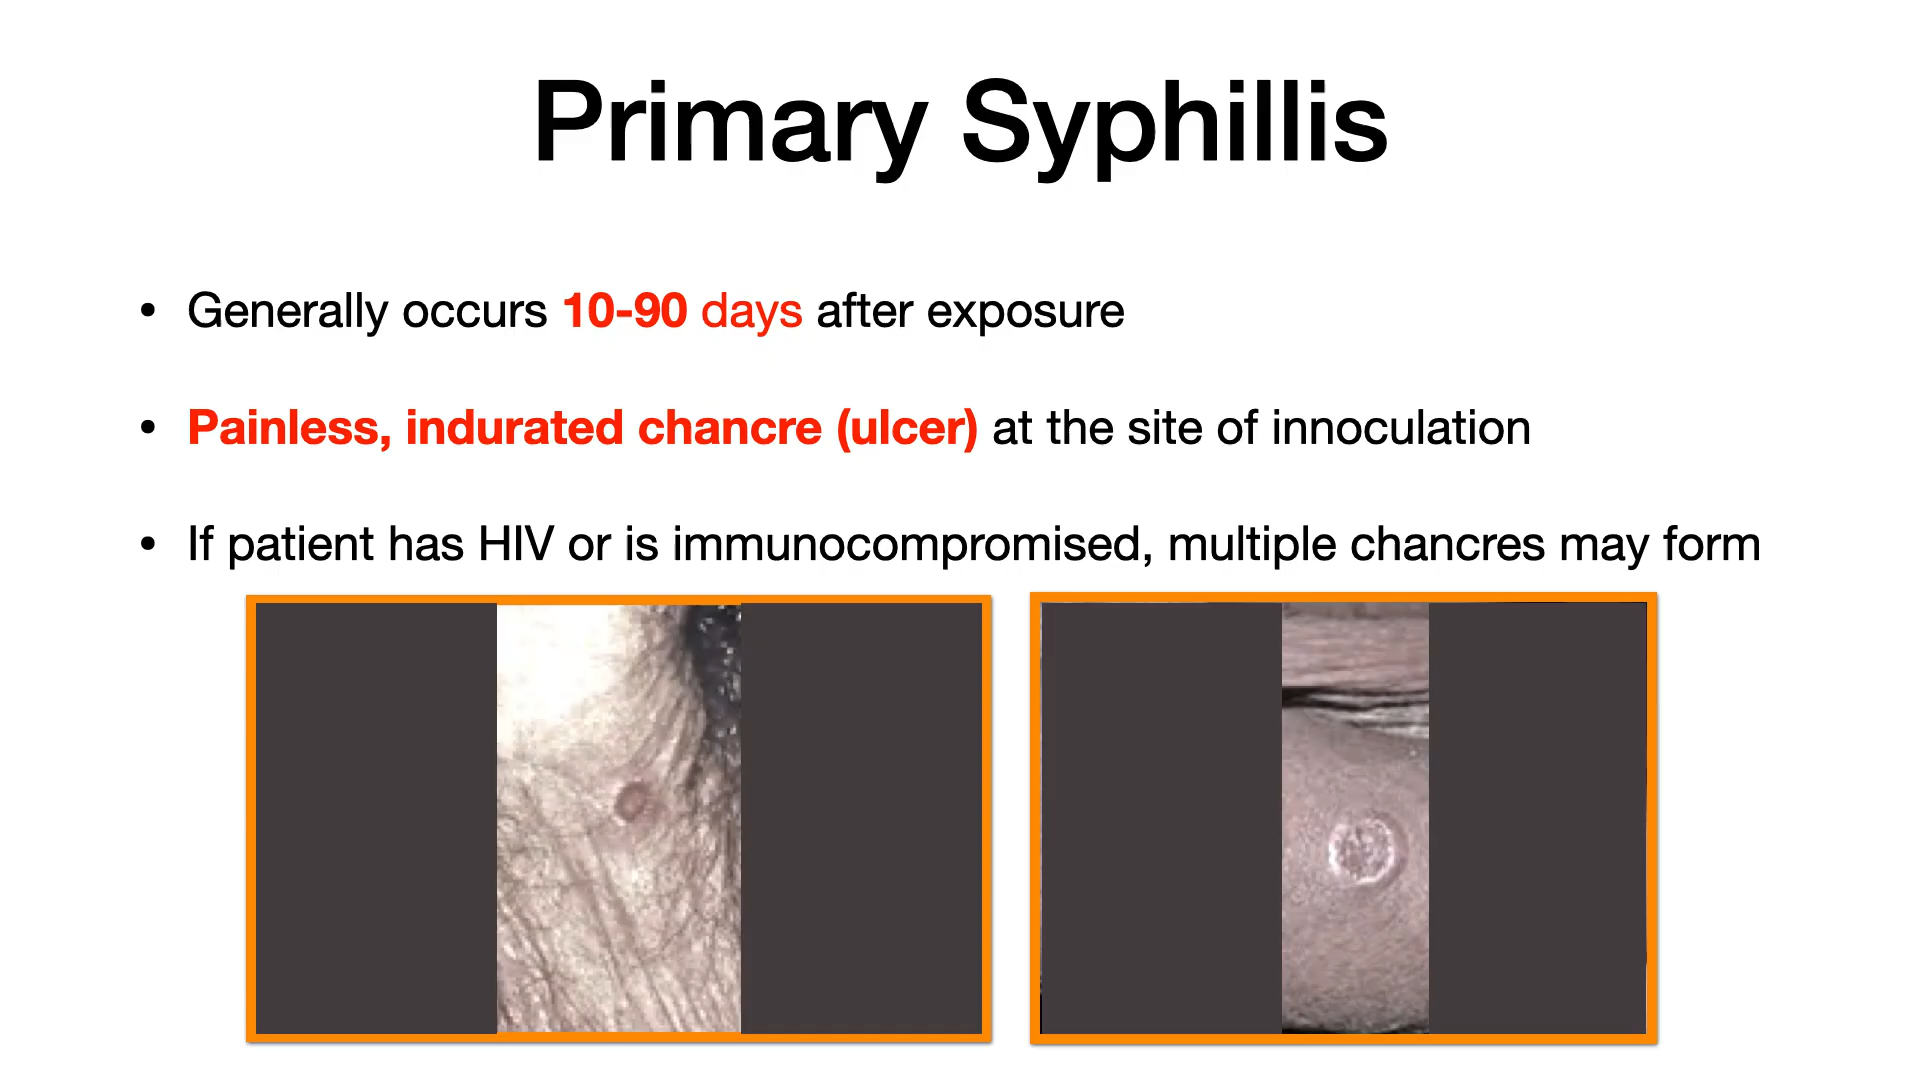 Primary Syphillis
• Generally occurs 10-90 days after exposure
• Painless, indurated chancre (ulcer) at the site of innoculation
• If patient has HIV or is immunocompromised, multiple chancres may form